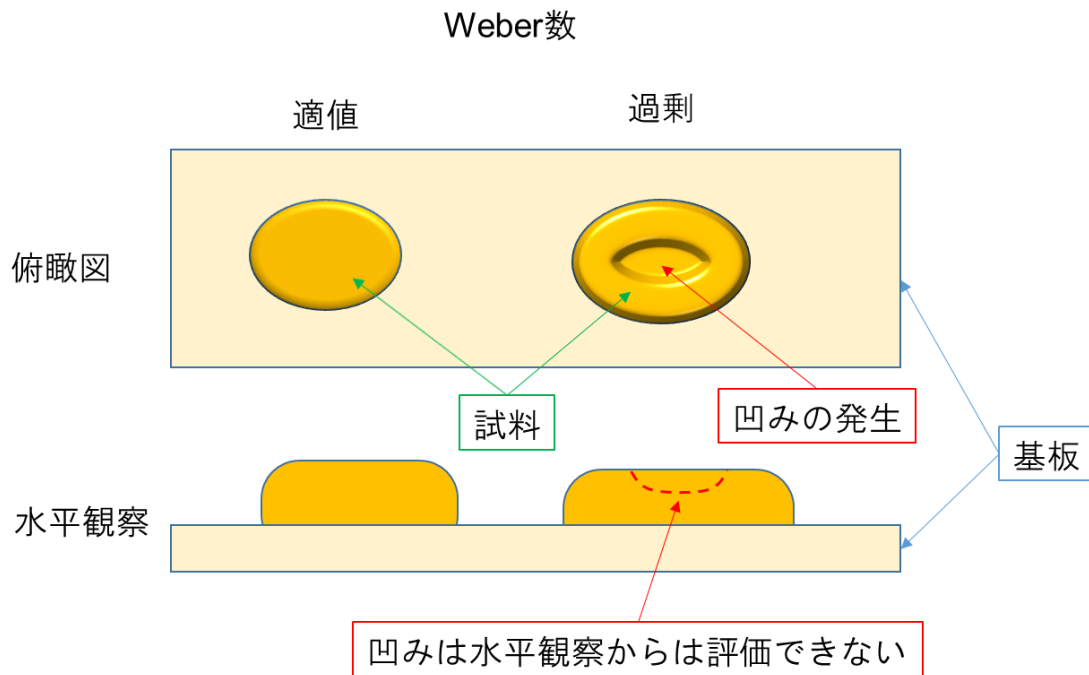 Weber数
適値
過剰
俯瞰図
試料
凹みの発生
基板
水平観察
凹みは水平観察からは評価できない